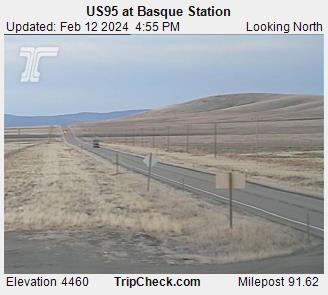 US95 at Basque Station
Updated: Feb 12 2024 4:55 PM Looking North
Elevation 4460 TripCheck.com Milepost 91.62